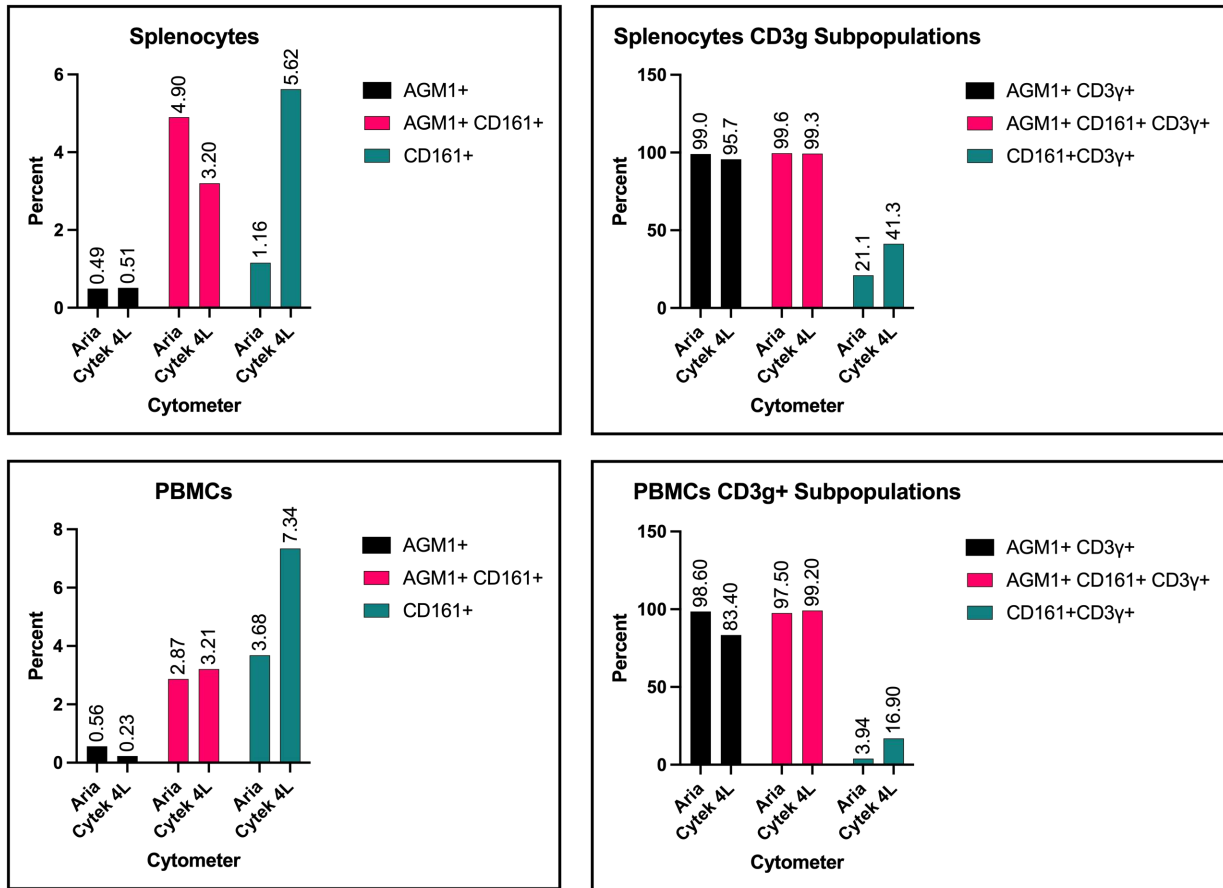 Splenocytes
Percent
6
4
2
0
0.49
0.51
4.90
3.20
1.16
5.62
Aria
Cytek 4L
Aria
Cytek 4L
Aria
Cytek 4L
Cytometer
AGM1+
AGM1+ CD161+
CD161+
Splenocytes CD3g Subpopulations
Percent
150
100
50
0
99.0
95.7
99.6
99.3
21.1
41.3
Aria
Cytek 4L
Aria
Cytek 4L
Aria
Cytek 4L
Cytometer
AGM1+ CD3γ+
AGM1+ CD161+ CD3γ+
CD161+CD3γ+
PBMCs
Percent
8
6
4
2
0
0.56
0.23
2.87
3.21
3.68
7.34
Aria
Cytek 4L
Aria
Cytek 4L
Aria
Cytek 4L
Cytometer
AGM1+
AGM1+ CD161+
CD161+
PBMCs CD3g+ Subpopulations
Percent
150
100
50
0
98.60
83.40
97.50
99.20
3.94
16.90
Aria
Cytek 4L
Aria
Cytek 4L
Aria
Cytek 4L
Cytometer
AGM1+ CD3γ+
AGM1+ CD161+ CD3γ+
CD161+CD3γ+